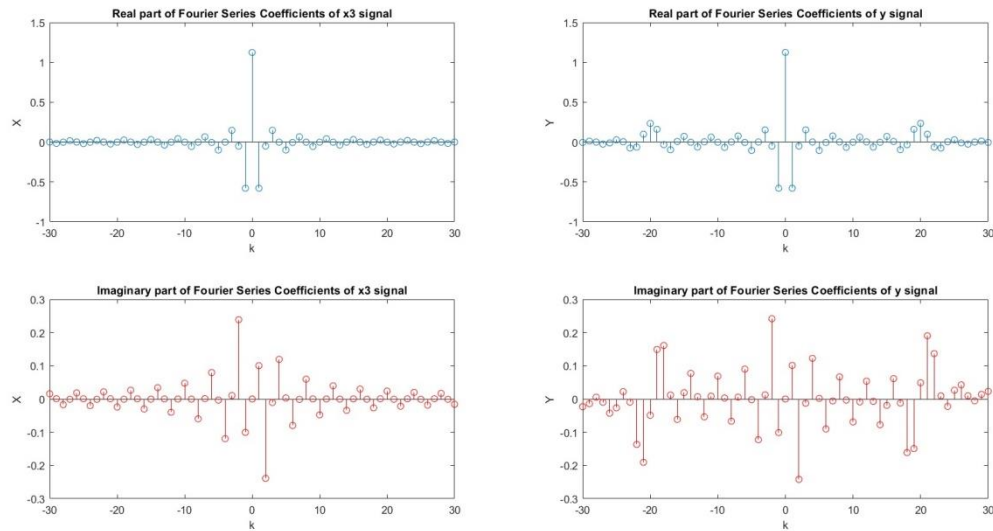 Real part of Fourier Series Coefficients of x3 signal
1.5
1
0.5
0
-0.5
-1
X
-30 -20 -10 0 10 20 30
k
Real part of Fourier Series Coefficients of y signal
1.5
1
0.5
0
-0.5
-1
Y
-30 -20 -10 0 10 20 30
k
Imaginary part of Fourier Series Coefficients of x3 signal
0.3
0.2
0.1
0
-0.1
-0.2
-0.3
X
-30 -20 -10 0 10 20 30
k
Imaginary part of Fourier Series Coefficients of y signal
0.3
0.2
0.1
0
-0.1
-0.2
-0.3
Y
-30 -20 -10 0 10 20 30
k